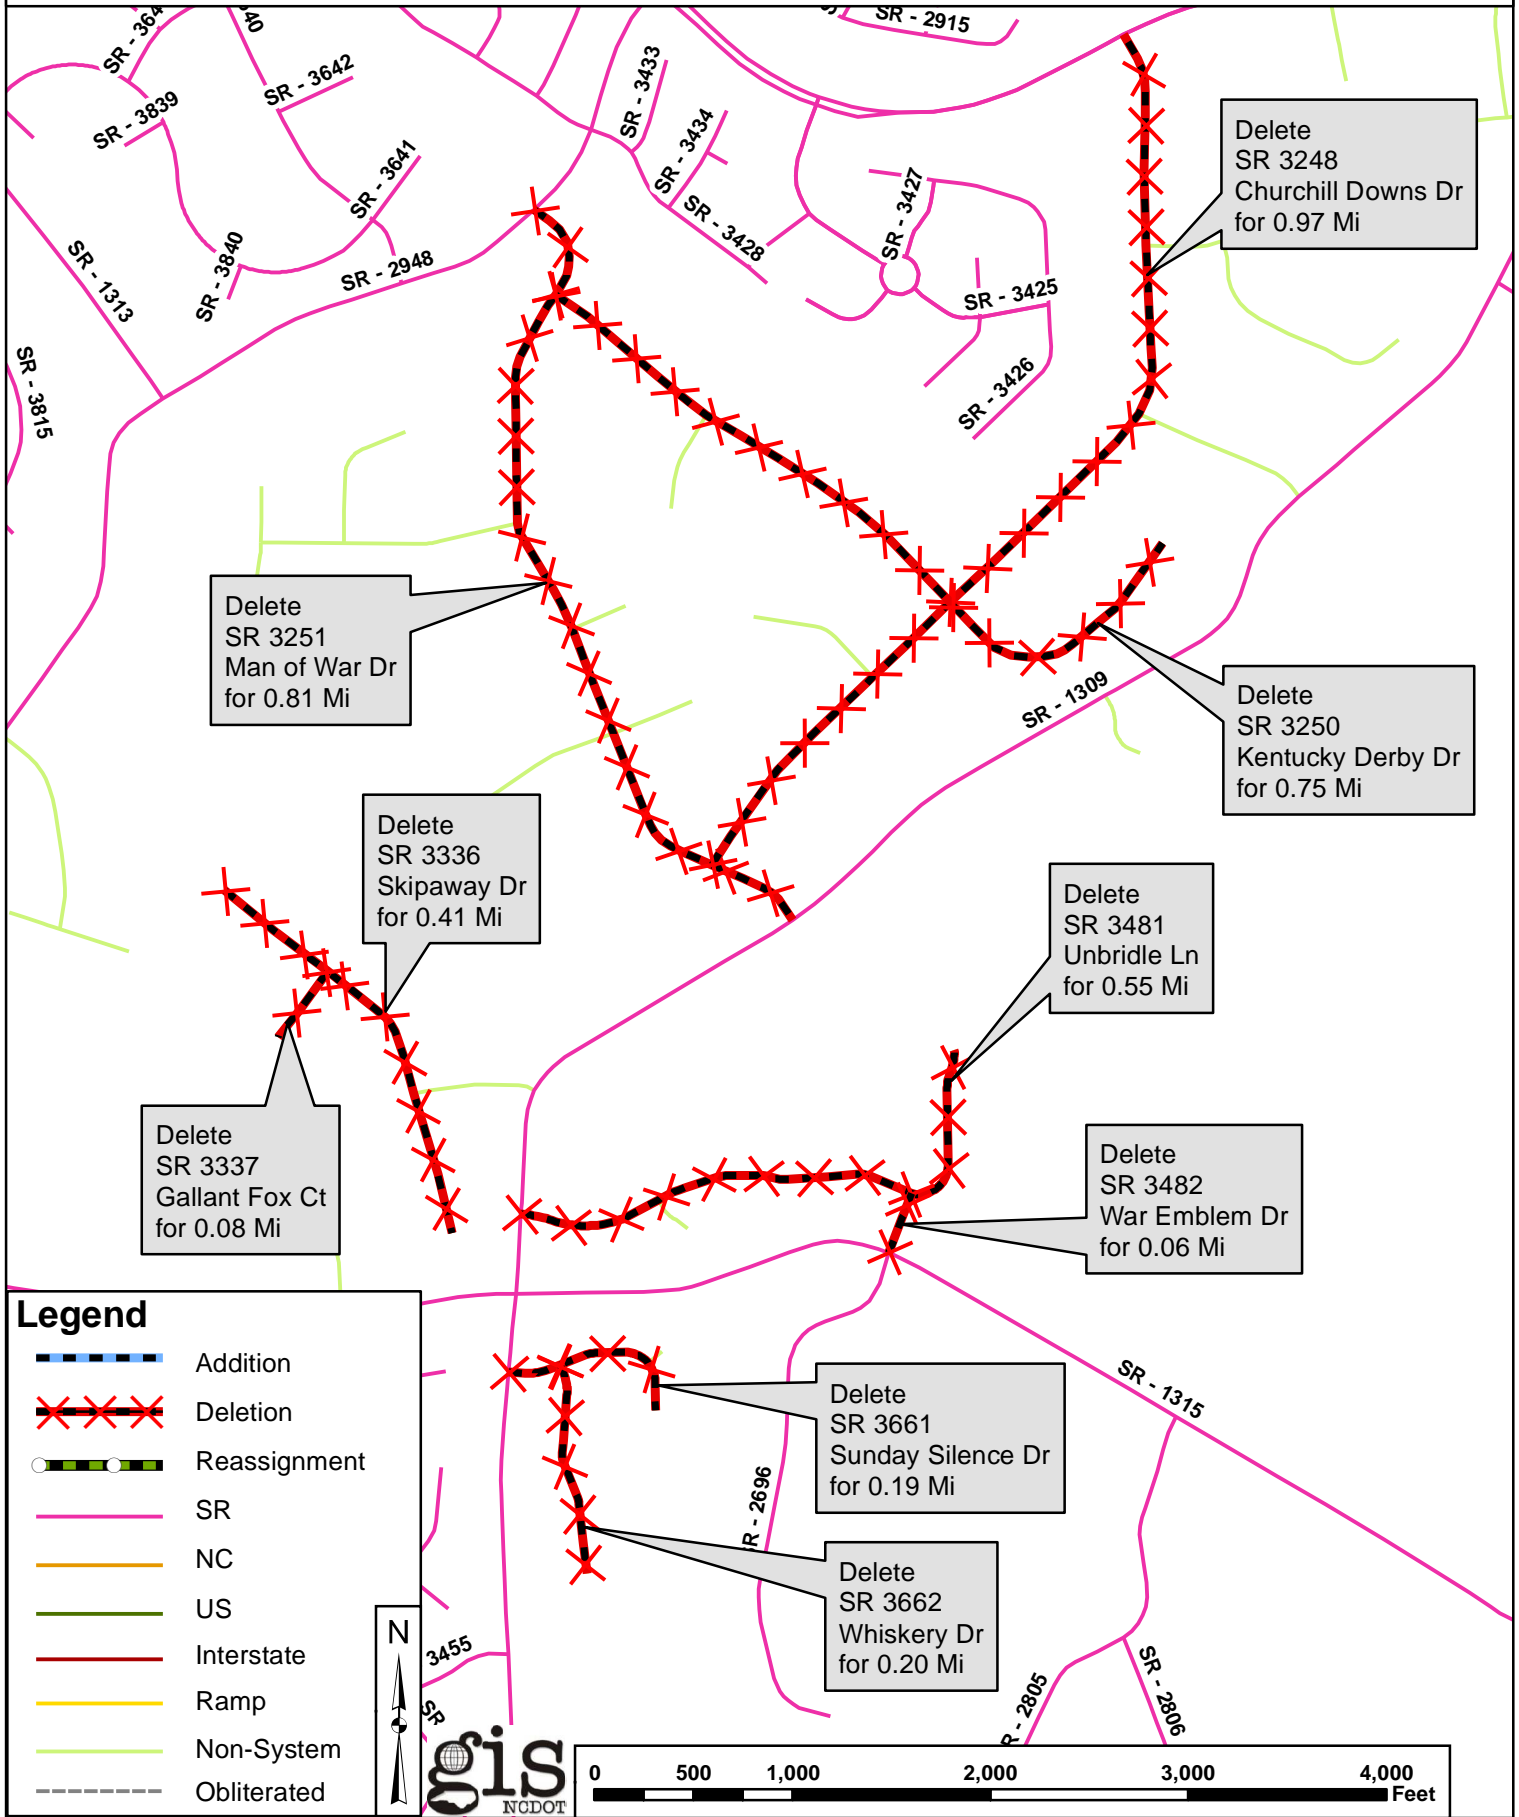 SR - 2915
SR - 3642
SR - 3433
SR - 3839
SR - 3434
SR - 3641
SR - 3427
SR - 3428
SR - 3840
SR - 2948
SR - 1313
SR - 3425
SR - 3426
SR - 3815
Delete
SR 3248
Churchill Downs Dr
for 0.97 Mi
Delete
SR 3251
Man of War Dr
for 0.81 Mi
SR - 1309
Delete
SR 3250
Kentucky Derby Dr
for 0.75 Mi
Delete
SR 3336
Skipaway Dr
for 0.41 Mi
Delete
SR 3481
Unbridle Ln
for 0.55 Mi
Delete
SR 3337
Gallant Fox Ct
for 0.08 Mi
Delete
SR 3482
War Emblem Dr
for 0.06 Mi
Delete
SR 3661
Sunday Silence Dr
for 0.19 Mi
SR - 1315
R - 2696
Delete
SR 3662
Whiskery Dr
for 0.20 Mi
3455
SR
R - 2805
SR - 2806
Legend
Addition
Deletion
Reassignment
SR
NC
US
Interstate
Ramp
Non-System
Obliterated
N
gis
NCDOT
0 500 1,000 2,000 3,000 4,000
Feet